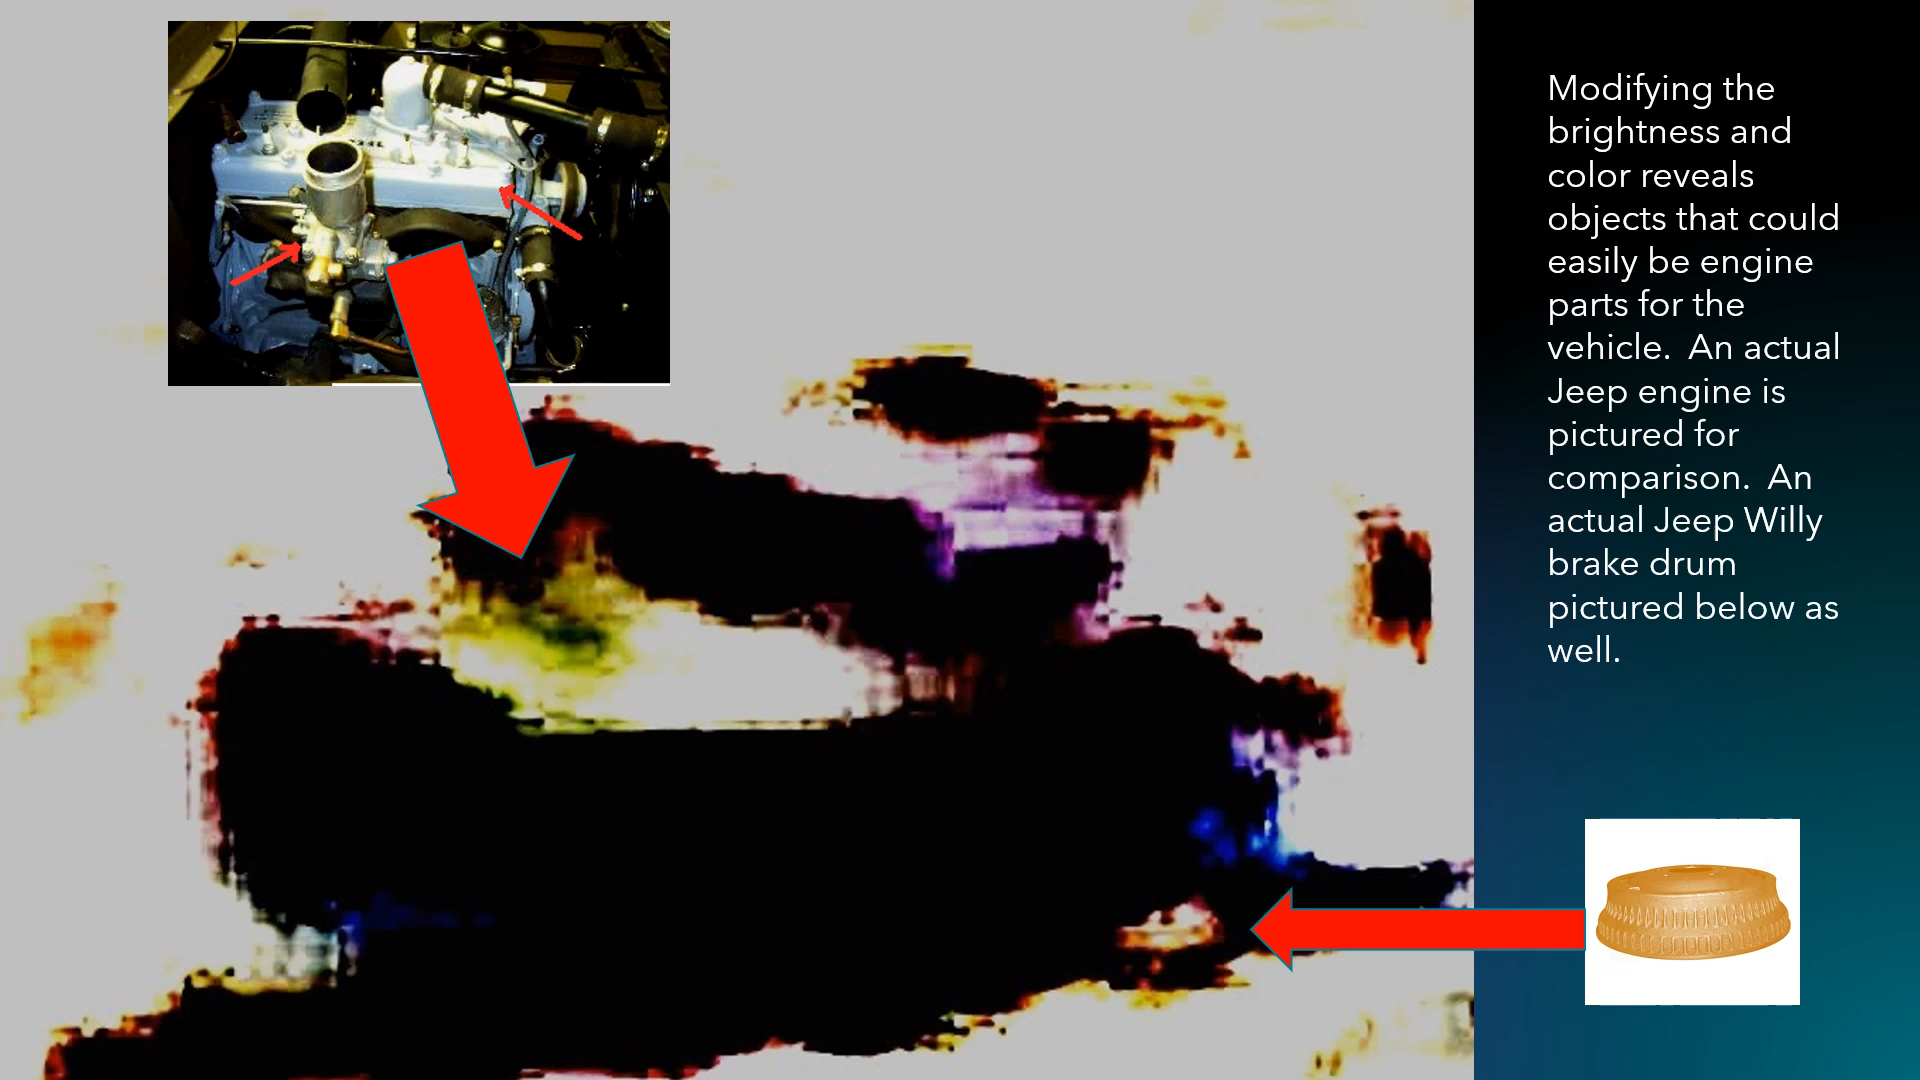 Modifying the
brightness and
color reveals
objects that could
easily be engine
parts for the
vehicle.  An actual
Jeep engine is
pictured for
comparison.  An
actual Jeep Willy
brake drum
pictured below as
well.